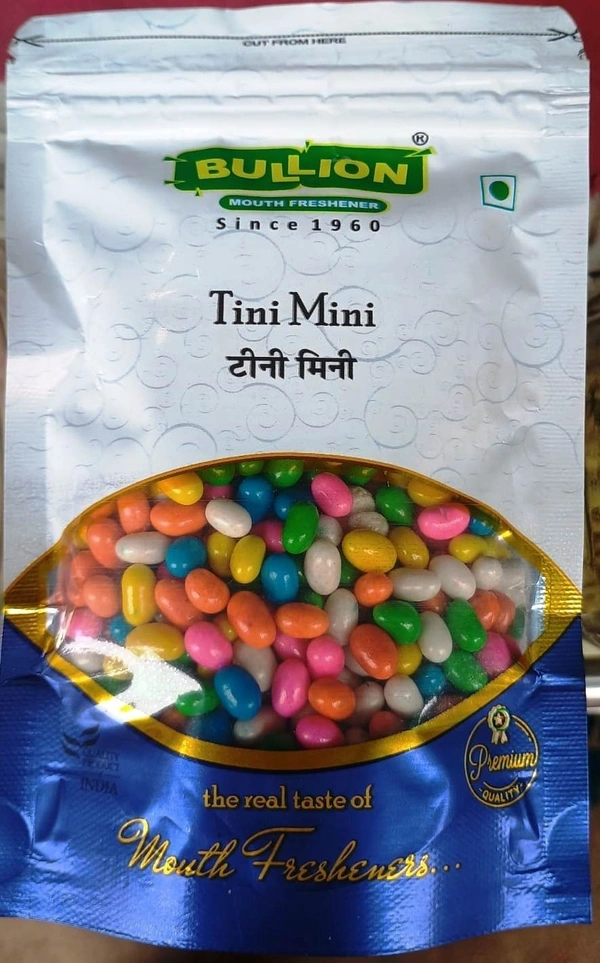 CUT FROM HERE
BULLION ®
MOUTH FRESHENER
Since 1960
Tini Mini
टीनी मिनी
INDIA
Premium
QUALITY
the real taste of
Mouth Fresheners...